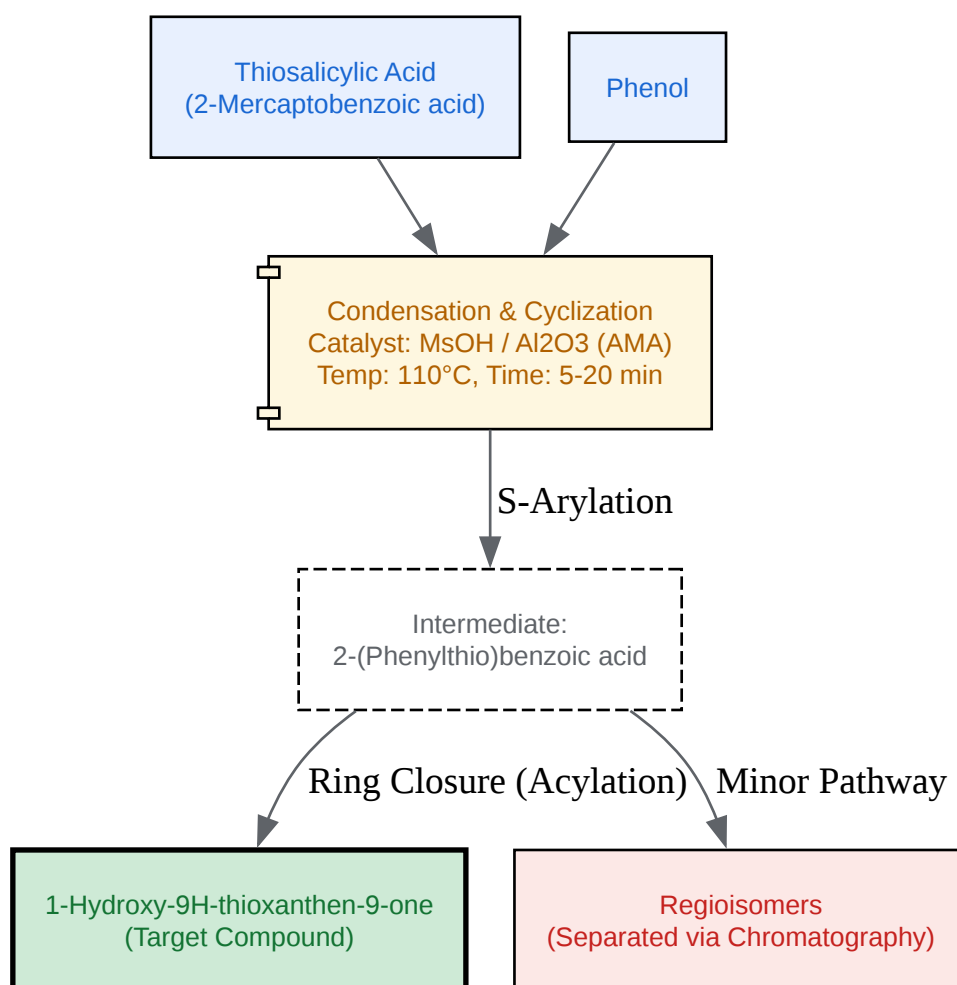 Thiosalicylic Acid
(2-Mercaptobenzoic acid)
Phenol
Condensation & Cyclization
Catalyst: MsOH / Al2O3 (AMA)
Temp: 110°C, Time: 5-20 min
S-Arylation
Intermediate:
2-(Phenylthio)benzoic acid
Ring Closure (Acylation)
Minor Pathway
1-Hydroxy-9H-thioxanthen-9-one
(Target Compound)
Regioisomers
(Separated via Chromatography)